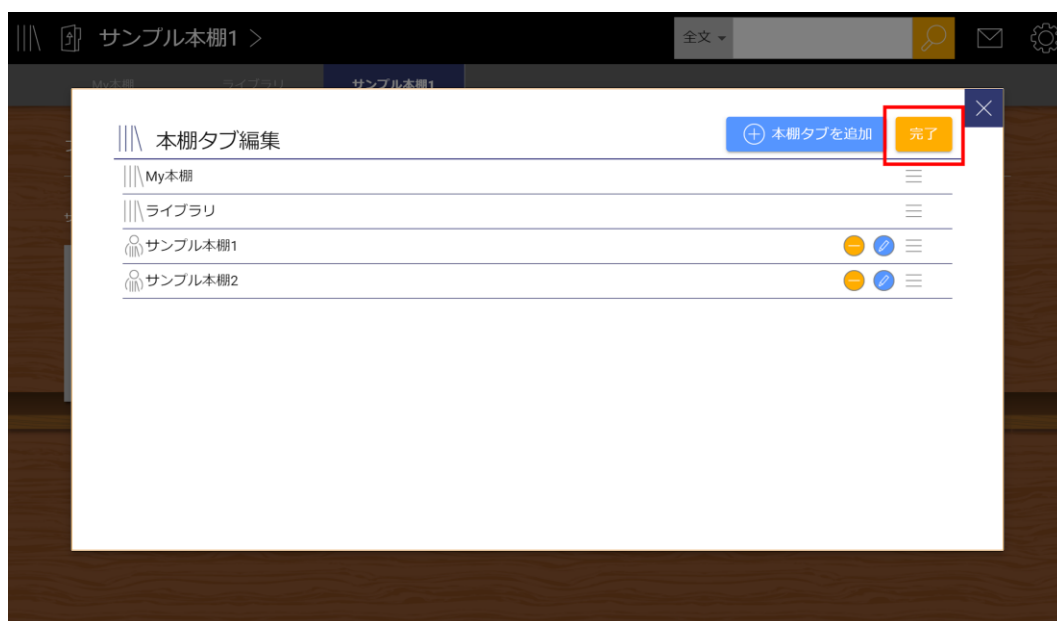 サンプル本棚1 >
全文
My本棚 ライブラリ サンプル本棚1
本棚タブ編集
本棚タブを追加
完了
My本棚
ライブラリ
サンプル本棚1
サンプル本棚2